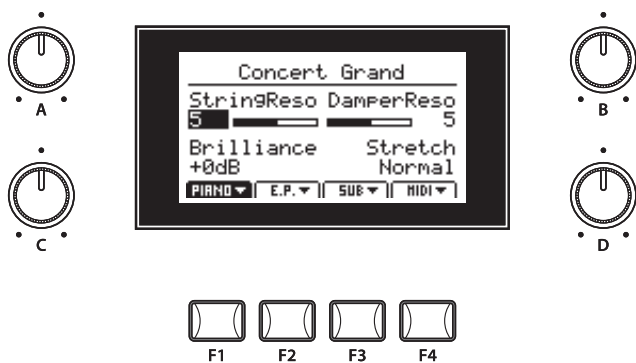 Concert Grand
StringReso DamperReso
5 5
Brilliance Stretch
+0dB Normal
PIANO E.P. SUB MIDI
A B
C D
F1 F2 F3 F4